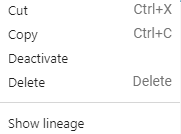 Cut Ctrl+X
Copy Ctrl+C
Deactivate
Delete Delete
Show lineage